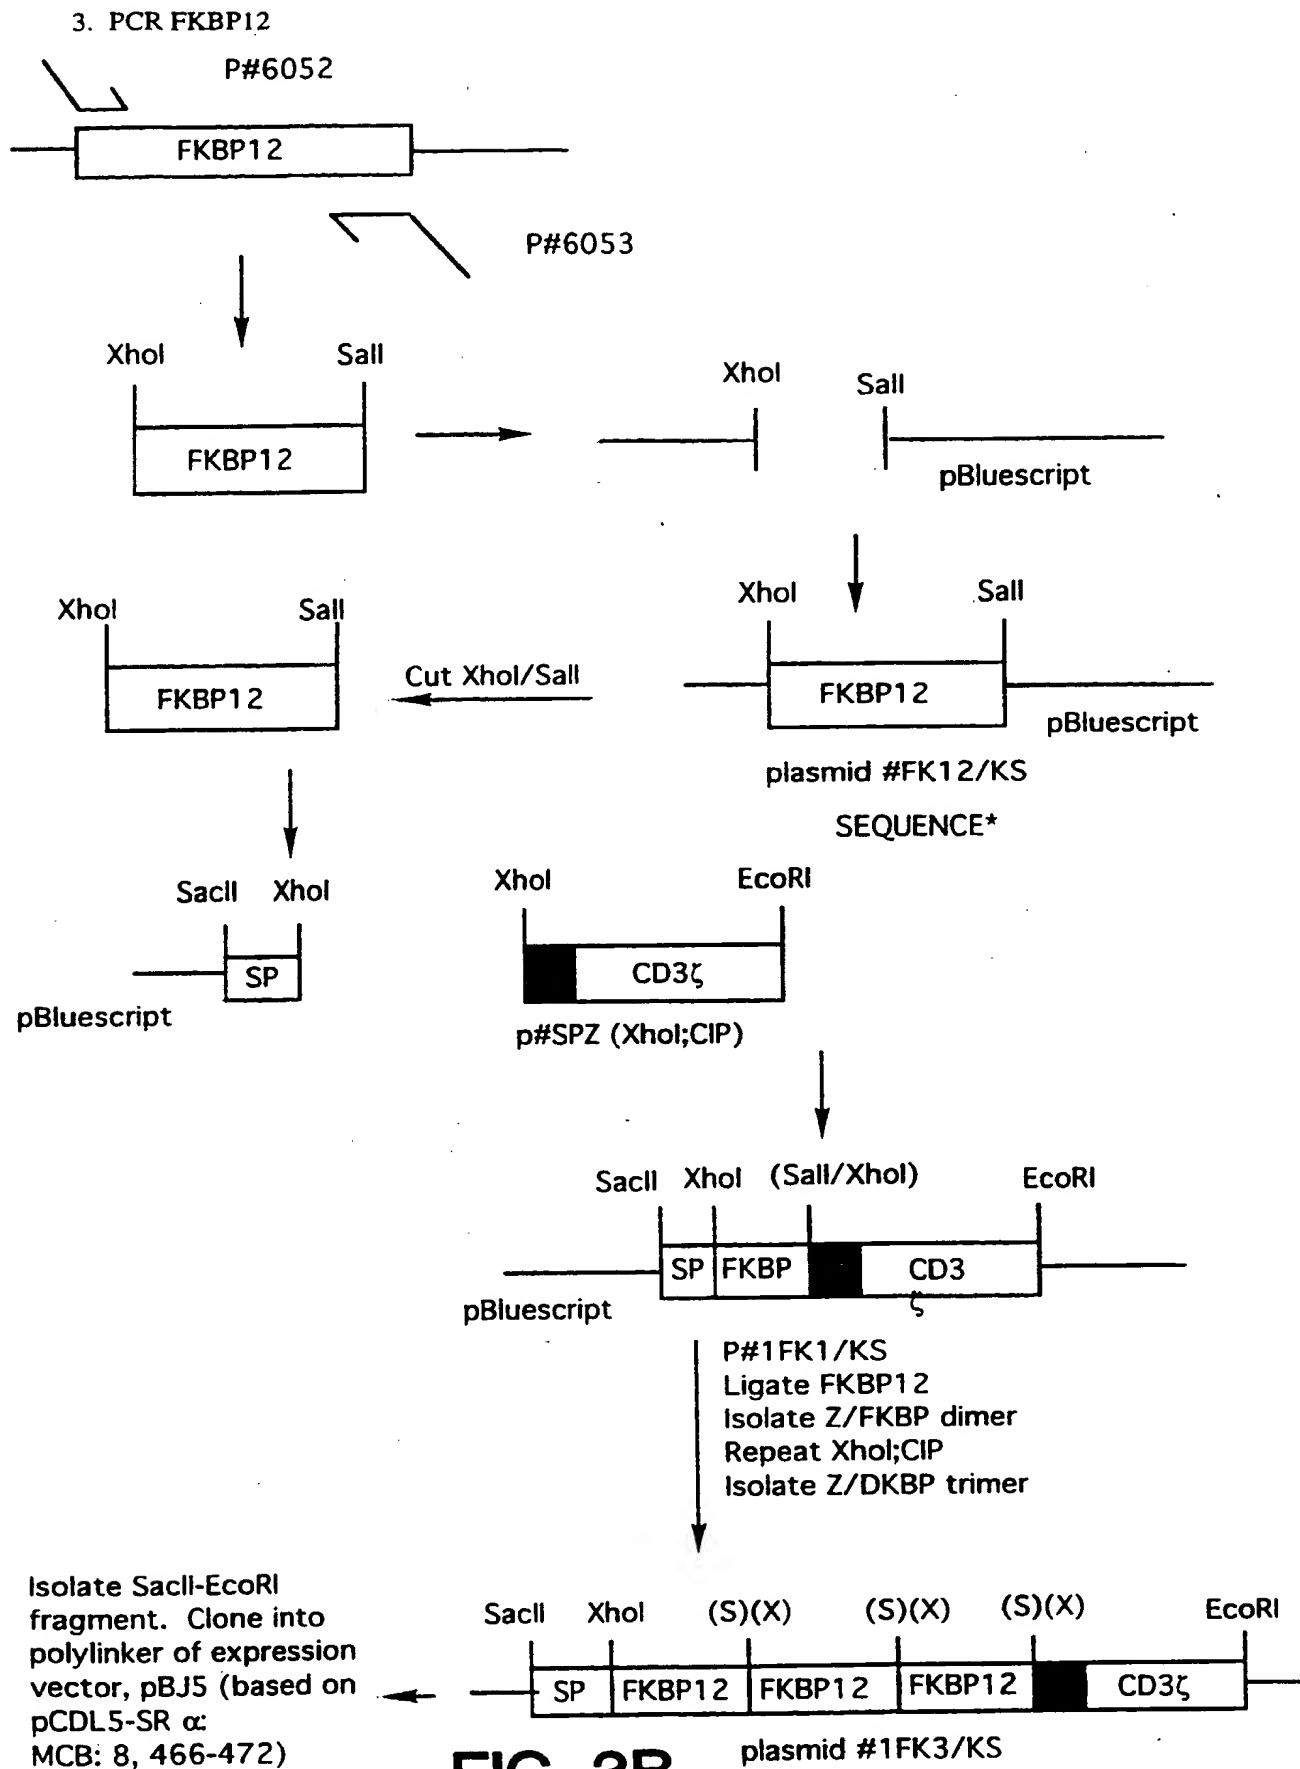 3. PCR FKBP12
P#6052
FKBP12
P#6053
XhoI SalI
FKBP12
XhoI SalI
pBluescript
XhoI SalI
FKBP12
Cut XhoI/SalI
XhoI SalI
FKBP12
pBluescript
plasmid #FK12/KS
SEQUENCE*
SacII XhoI
SP
pBluescript
XhoI EcoRI
CD3ζ
p#SPZ (XhoI;CIP)
SacII XhoI (SalI/XhoI) EcoRI
SP FKBP CD3
ζ
pBluescript
P#1FK1/KS
Ligate FKBP12
Isolate Z/FKBP dimer
Repeat XhoI;CIP
Isolate Z/DKBP trimer
Isolate SacII-EcoRI
fragment. Clone into
polylinker of expression
vector, pBJ5 (based on
pCDL5-SR α:
MCB: 8, 466-472)
SacII XhoI (S)(X) (S)(X) (S)(X) EcoRI
SP FKBP12 FKBP12 FKBP12 CD3ζ
plasmid #1FK3/KS
FIG. 3B